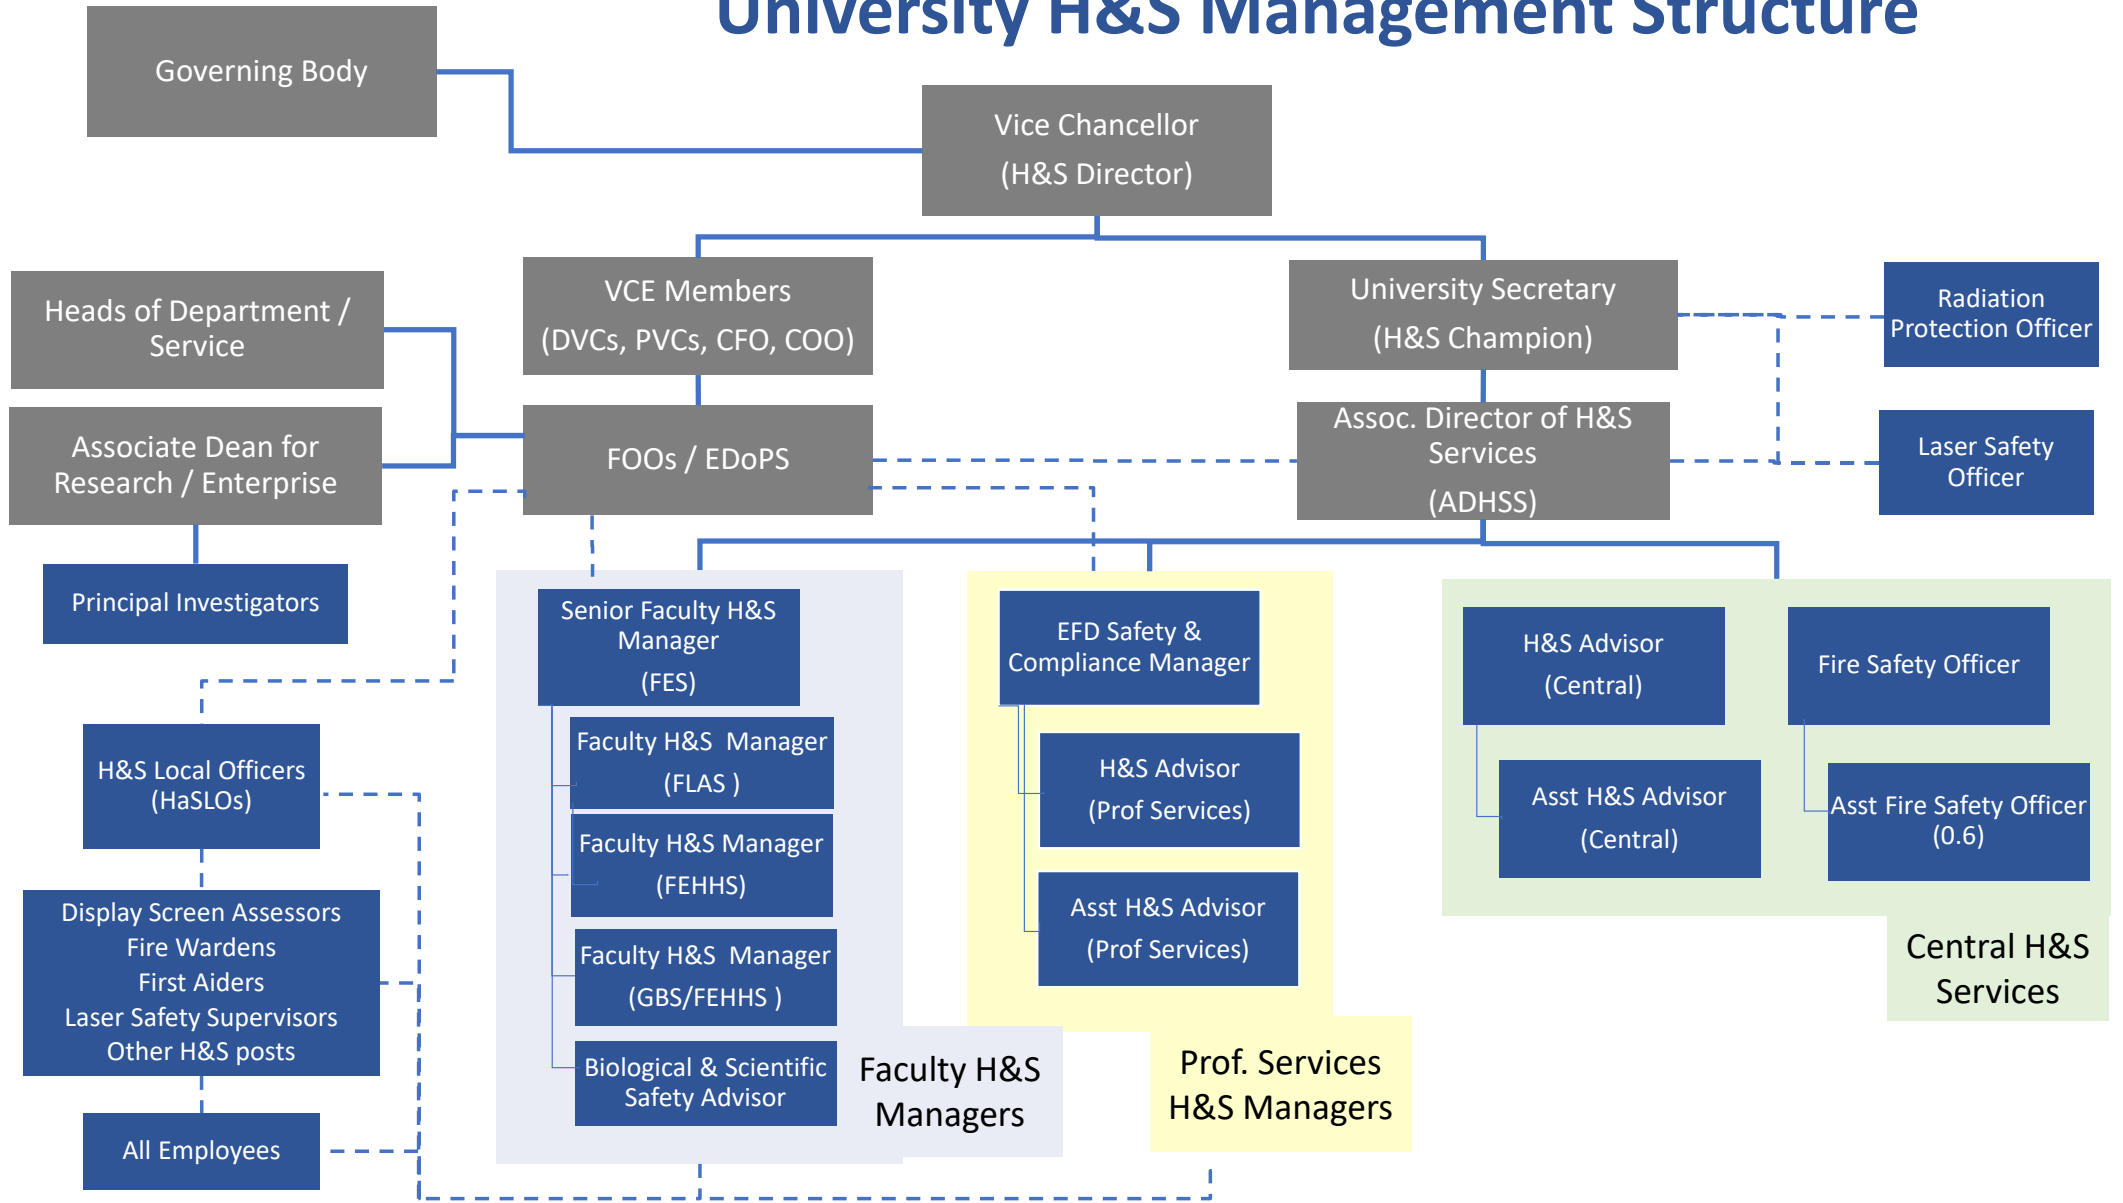 University H&S Management Structure
Governing Body
Vice Chancellor
(H&S Director)
Heads of Department /
Service
VCE Members
(DVCs, PVCs, CFO, COO)
University Secretary
(H&S Champion)
Radiation
Protection Officer
Associate Dean for
Research / Enterprise
FOOs / EDoPS
Assoc. Director of H&S
Services
(ADHSS)
Laser Safety
Officer
Principal Investigators
Senior Faculty H&S
Manager
(FES)
Faculty H&S  Manager
(FLAS )
Faculty H&S Manager
(FEHHS)
Faculty H&S  Manager
(GBS/FEHHS )
Biological & Scientific
Safety Advisor
Faculty H&S
Managers
EFD Safety &
Compliance Manager
H&S Advisor
(Prof Services)
Asst H&S Advisor
(Prof Services)
Prof. Services
H&S Managers
H&S Advisor
(Central)
Asst H&S Advisor
(Central)
Fire Safety Officer
Asst Fire Safety Officer
(0.6)
Central H&S
Services
H&S Local Officers
(HaSLOs)
Display Screen Assessors
Fire Wardens
First Aiders
Laser Safety Supervisors
Other H&S posts
All Employees